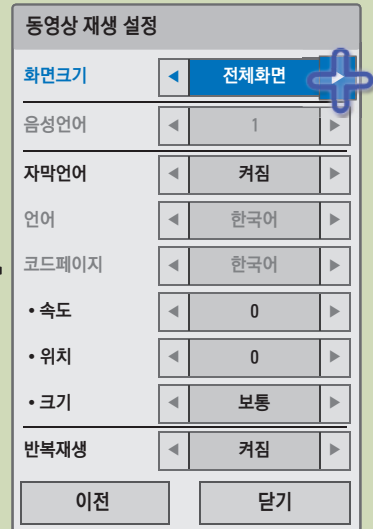 동영상 재생 설정
화면크기 ◀ 전체화면 ▶
음성언어 ◀ 1 ▶
자막언어 ◀ 켜짐 ▶
언어 ◀ 한국어 ▶
코드페이지 ◀ 한국어 ▶
• 속도 ◀ 0 ▶
• 위치 ◀ 0 ▶
• 크기 ◀ 보통 ▶
반복재생 ◀ 켜짐 ▶
이전 닫기